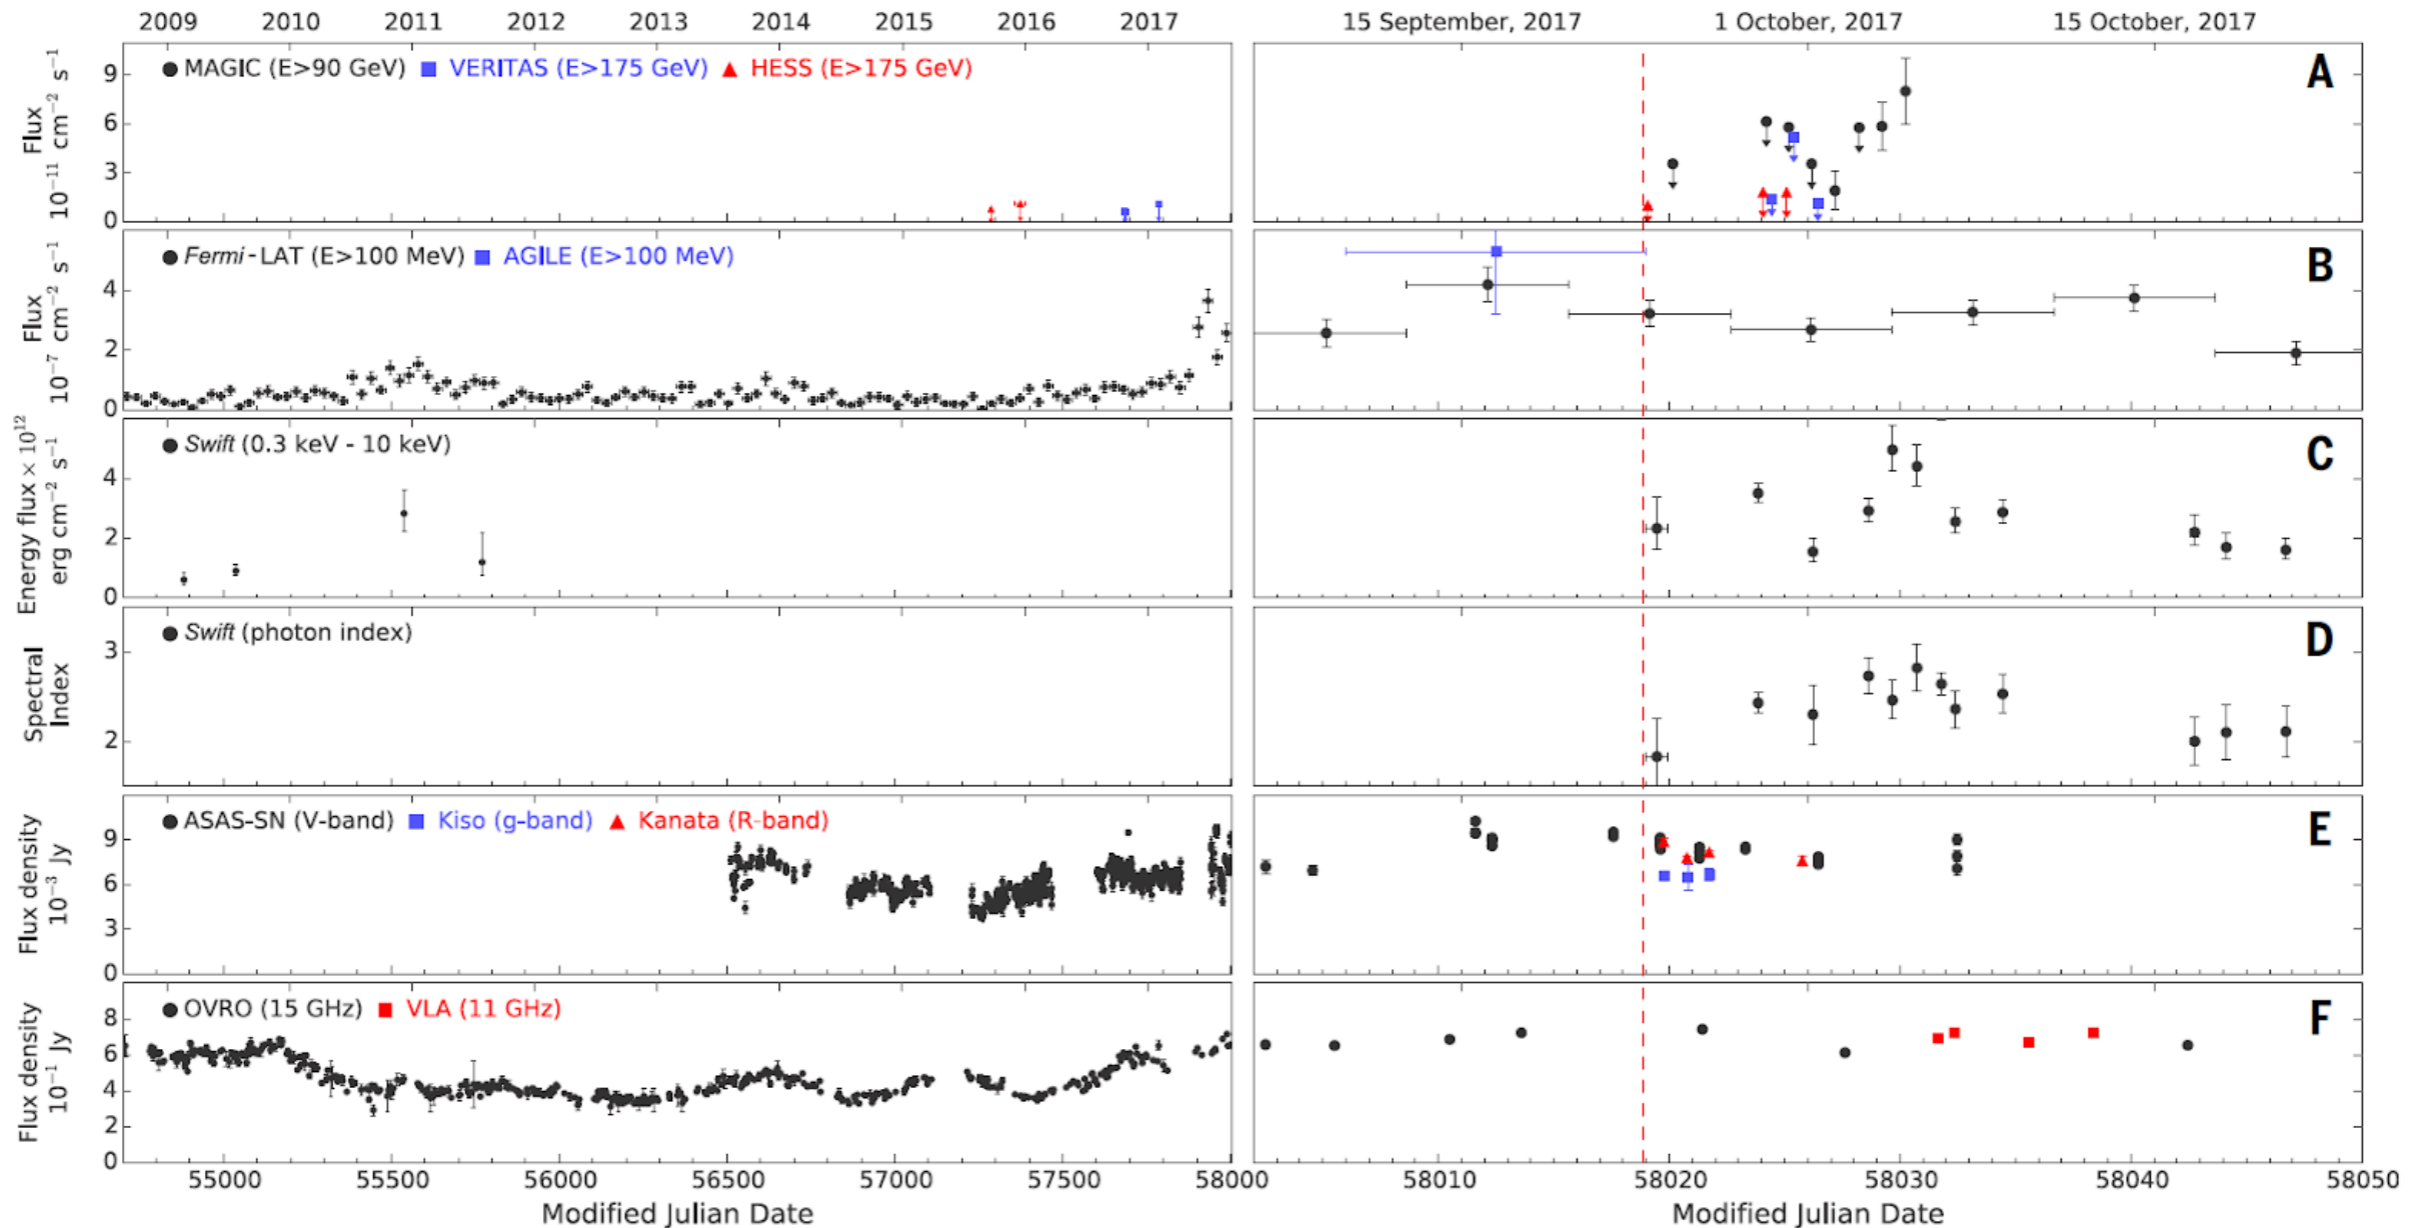 2009 2010 2011 2012 2013 2014 2015 2016 2017 15 September, 2017 1 October, 2017 15 October, 2017
Flux
10⁻¹¹ cm⁻² s⁻¹
9
6
3
0
MAGIC (E>90 GeV) VERITAS (E>175 GeV) HESS (E>175 GeV)
A
Flux
10⁻⁷ cm⁻² s⁻¹
4
2
0
Fermi-LAT (E>100 MeV) AGILE (E>100 MeV)
B
Energy flux × 10¹²
erg cm⁻² s⁻¹
4
2
0
Swift (0.3 keV - 10 keV)
C
Spectral
Index
3
2
Swift (photon index)
D
Flux density
10⁻³ Jy
9
6
3
0
ASAS-SN (V-band) Kiso (g-band) Kanata (R-band)
E
Flux density
10⁻¹ Jy
8
6
4
2
0
OVRO (15 GHz) VLA (11 GHz)
F
55000 55500 56000 56500 57000 57500 58000 58010 58020 58030 58040 58050
Modified Julian Date Modified Julian Date